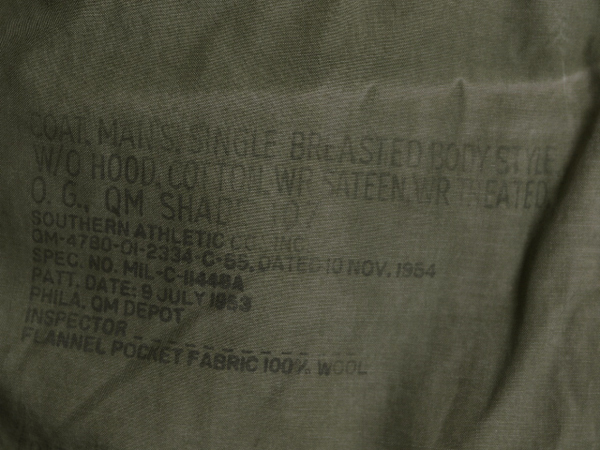 COAT, MAN'S, SINGLE BREASTED BODY STYLE
W/O HOOD, COTTON, WR SATEEN, WR TREATED,
O. G., QM SHADE 107
SOUTHERN ATHLETIC CO., INC.
QM-4780-OI-2334-C-55, DATED 10 NOV. 1954
SPEC. NO. MIL-C-11448A
PATT. DATE: 9 JULY 1953
PHILA. QM DEPOT
INSPECTOR
FLANNEL POCKET FABRIC 100% WOOL